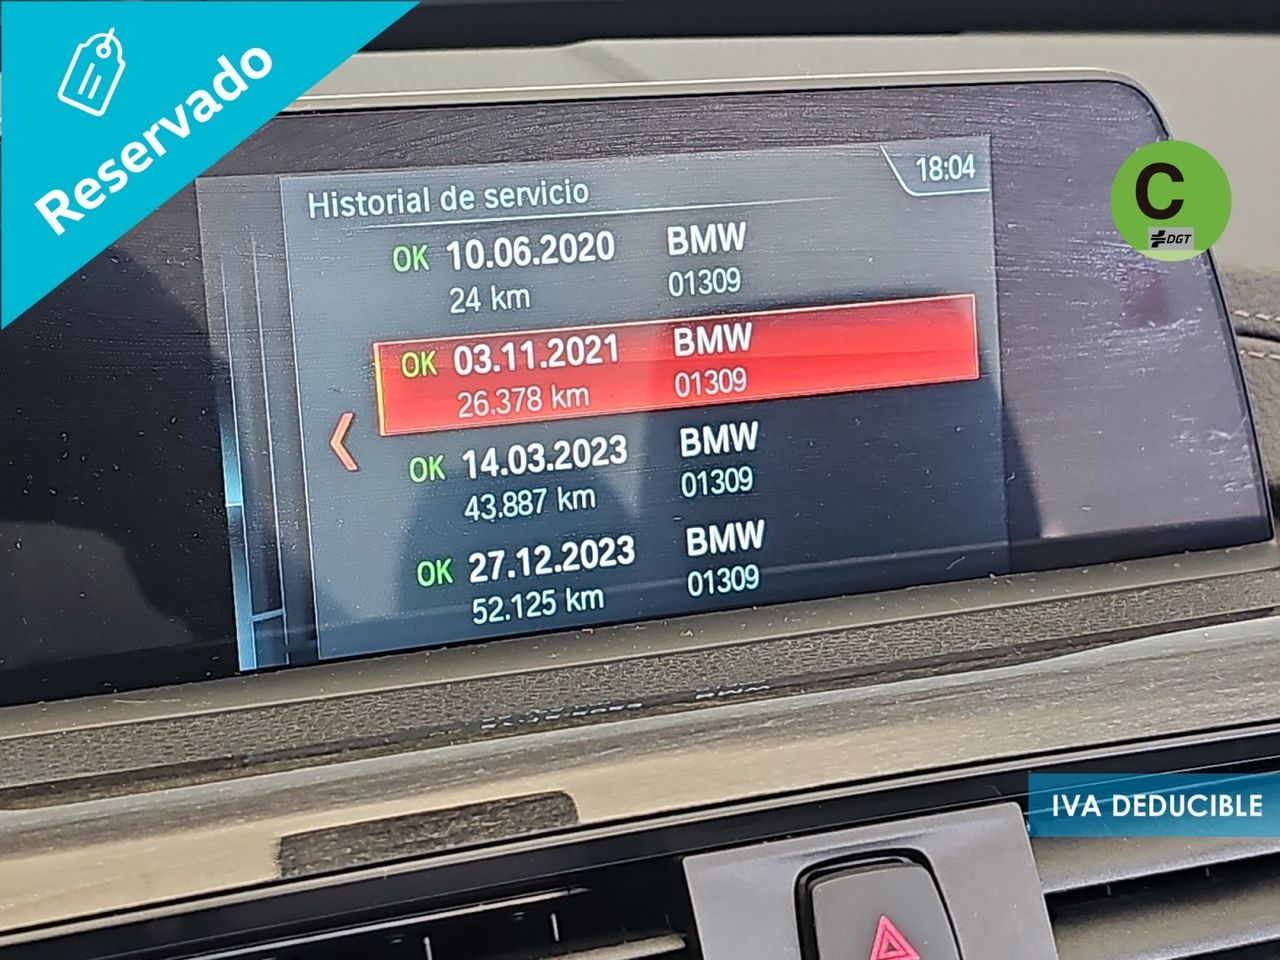 Reservado
Historial de servicio
18:04
OK 10.06.2020 BMW
24 km 01309
OK 03.11.2021 BMW
26.378 km 01309
OK 14.03.2023 BMW
43.887 km 01309
OK 27.12.2023 BMW
52.125 km 01309
C
DGT
IVA DEDUCIBLE